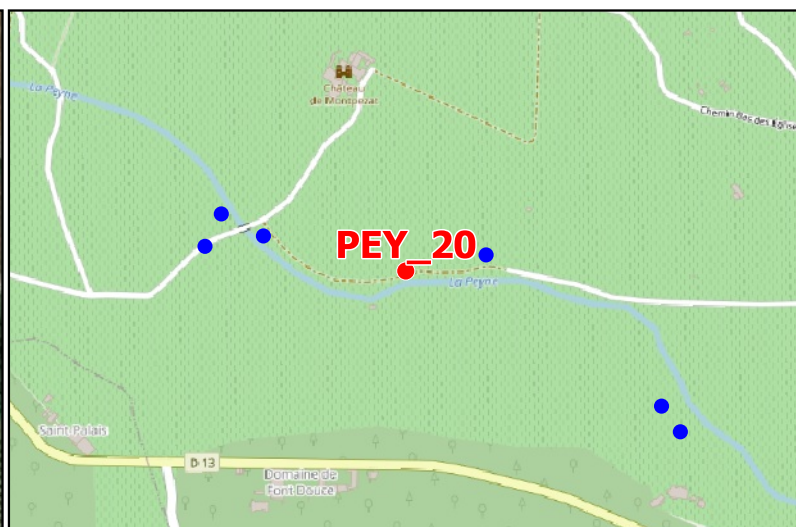 Château
de Montpezat
La Peyne
Chemin Bas des Eglises
PEY_20
La Peyne
Saint-Palais
D 13
Domaine de
Font Douce